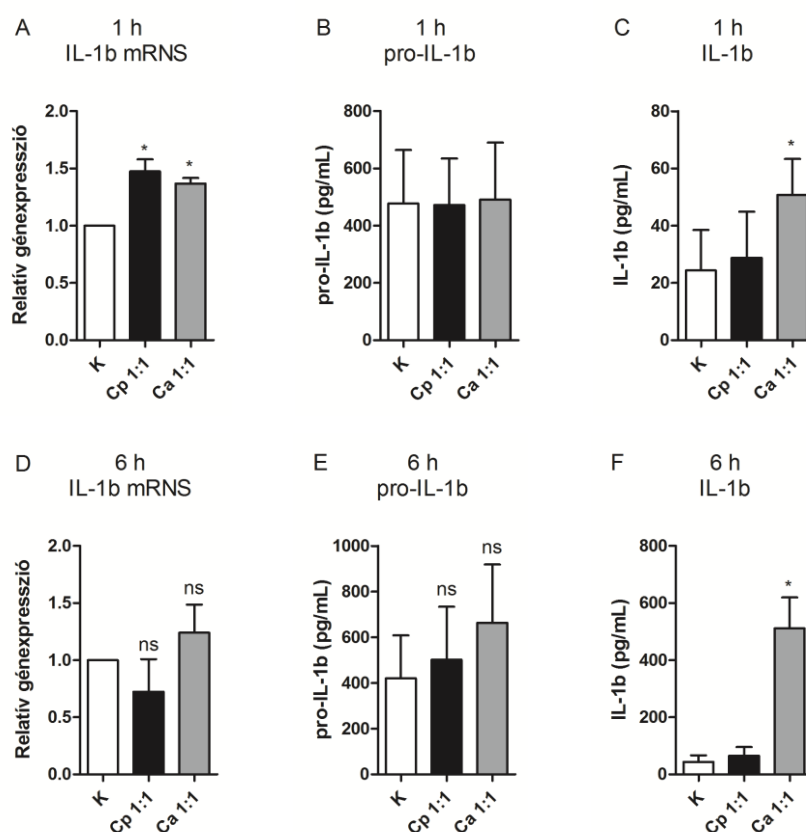 A
1 h
IL-1b mRNS
Relatív génexpresszió
2.0
1.5
1.0
0.5
0.0
*
*
K
Cp 1:1
Ca 1:1
B
1 h
pro-IL-1b
pro-IL-1b (pg/mL)
800
600
400
200
0
K
Cp 1:1
Ca 1:1
C
1 h
IL-1b
IL-1b (pg/mL)
80
60
40
20
0
*
K
Cp 1:1
Ca 1:1
D
6 h
IL-1b mRNS
Relatív génexpresszió
2.0
1.5
1.0
0.5
0.0
ns
ns
K
Cp 1:1
Ca 1:1
E
6 h
pro-IL-1b
pro-IL-1b (pg/mL)
1000
800
600
400
200
0
ns
ns
K
Cp 1:1
Ca 1:1
F
6 h
IL-1b
IL-1b (pg/mL)
800
600
400
200
0
*
K
Cp 1:1
Ca 1:1